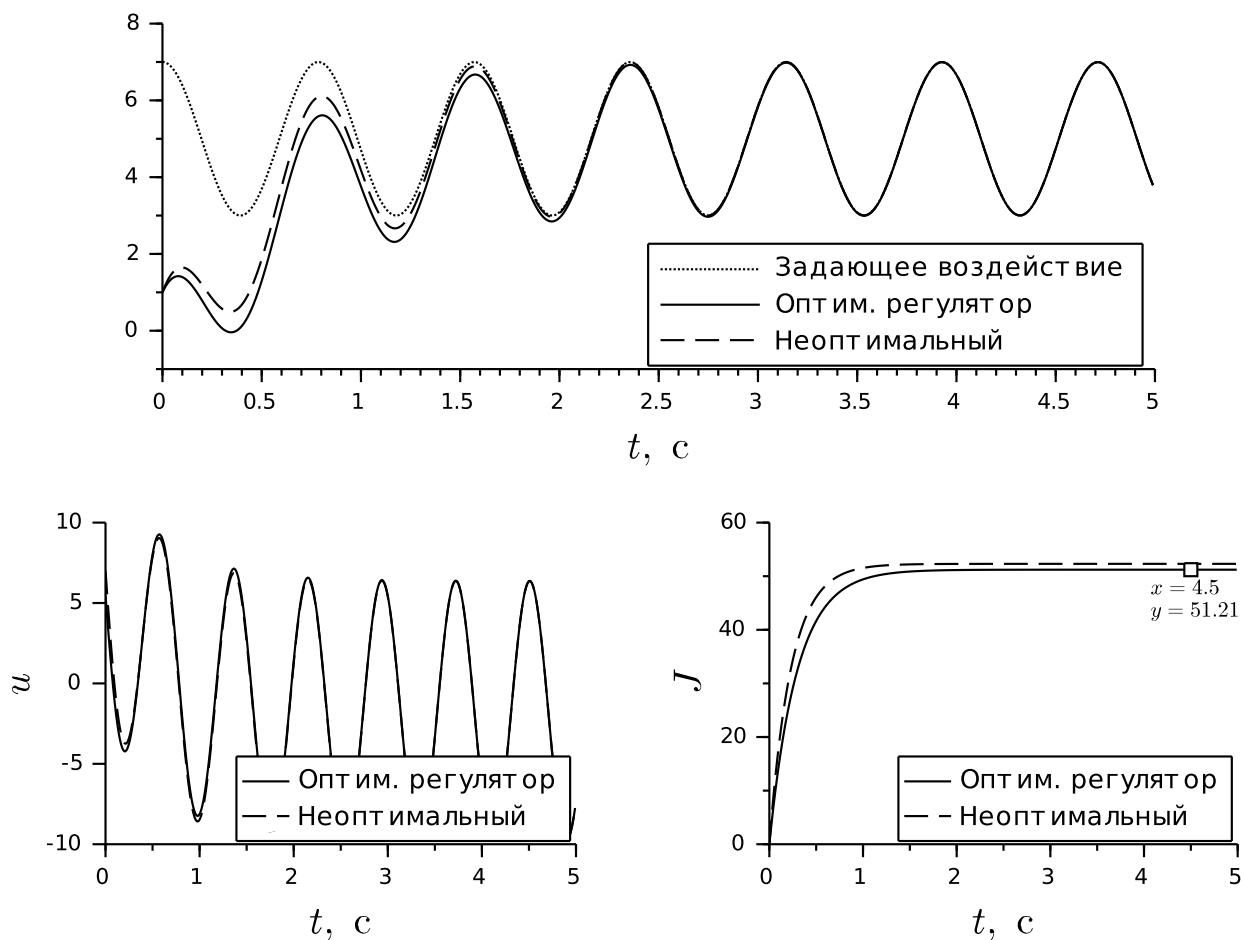 8
6
4
2
0
0 0.5 1 1.5 2 2.5 3 3.5 4 4.5 5
t, с
Задающее воздействие
Оптим. регулятор
Неоптимальный
10
5
0
-5
-10
0 1 2 3 4 5
u
t, с
Оптим. регулятор
Неоптимальный
60
40
20
0
0 1 2 3 4 5
J
t, с
x = 4.5
y = 51.21
Оптим. регулятор
Неоптимальный